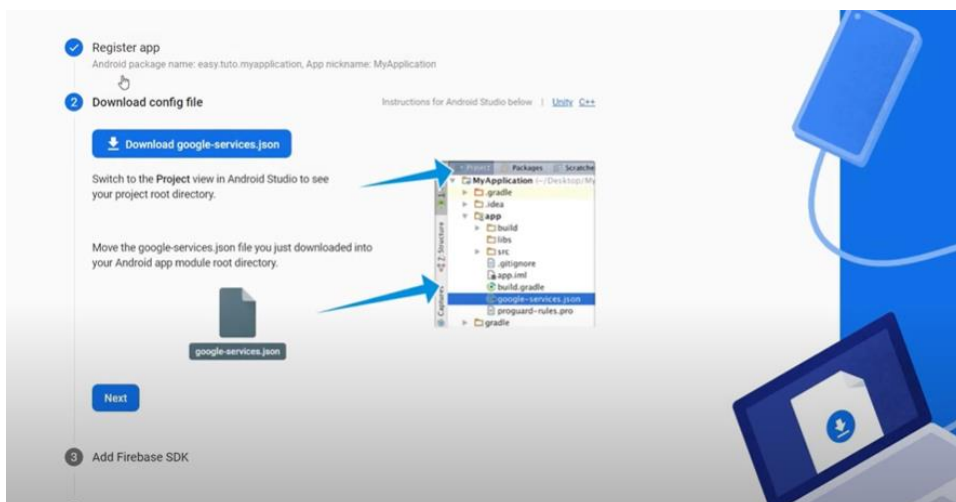 Register app
Android package name: easy.tuto.myapplication, App nickname: MyApplication
2 Download config file
Instructions for Android Studio below | Unity C++
Download google-services.json
Switch to the Project view in Android Studio to see
your project root directory.
Move the google-services.json file you just downloaded into
your Android app module root directory.
google-services.json
Project Packages Scratche
MyApplication (~/Desktop/My
.gradle
.idea
app
build
libs
src
.gitignore
app.iml
build.gradle
google-services.json
proguard-rules.pro
gradle
Z: Structure
Captures
Next
3 Add Firebase SDK